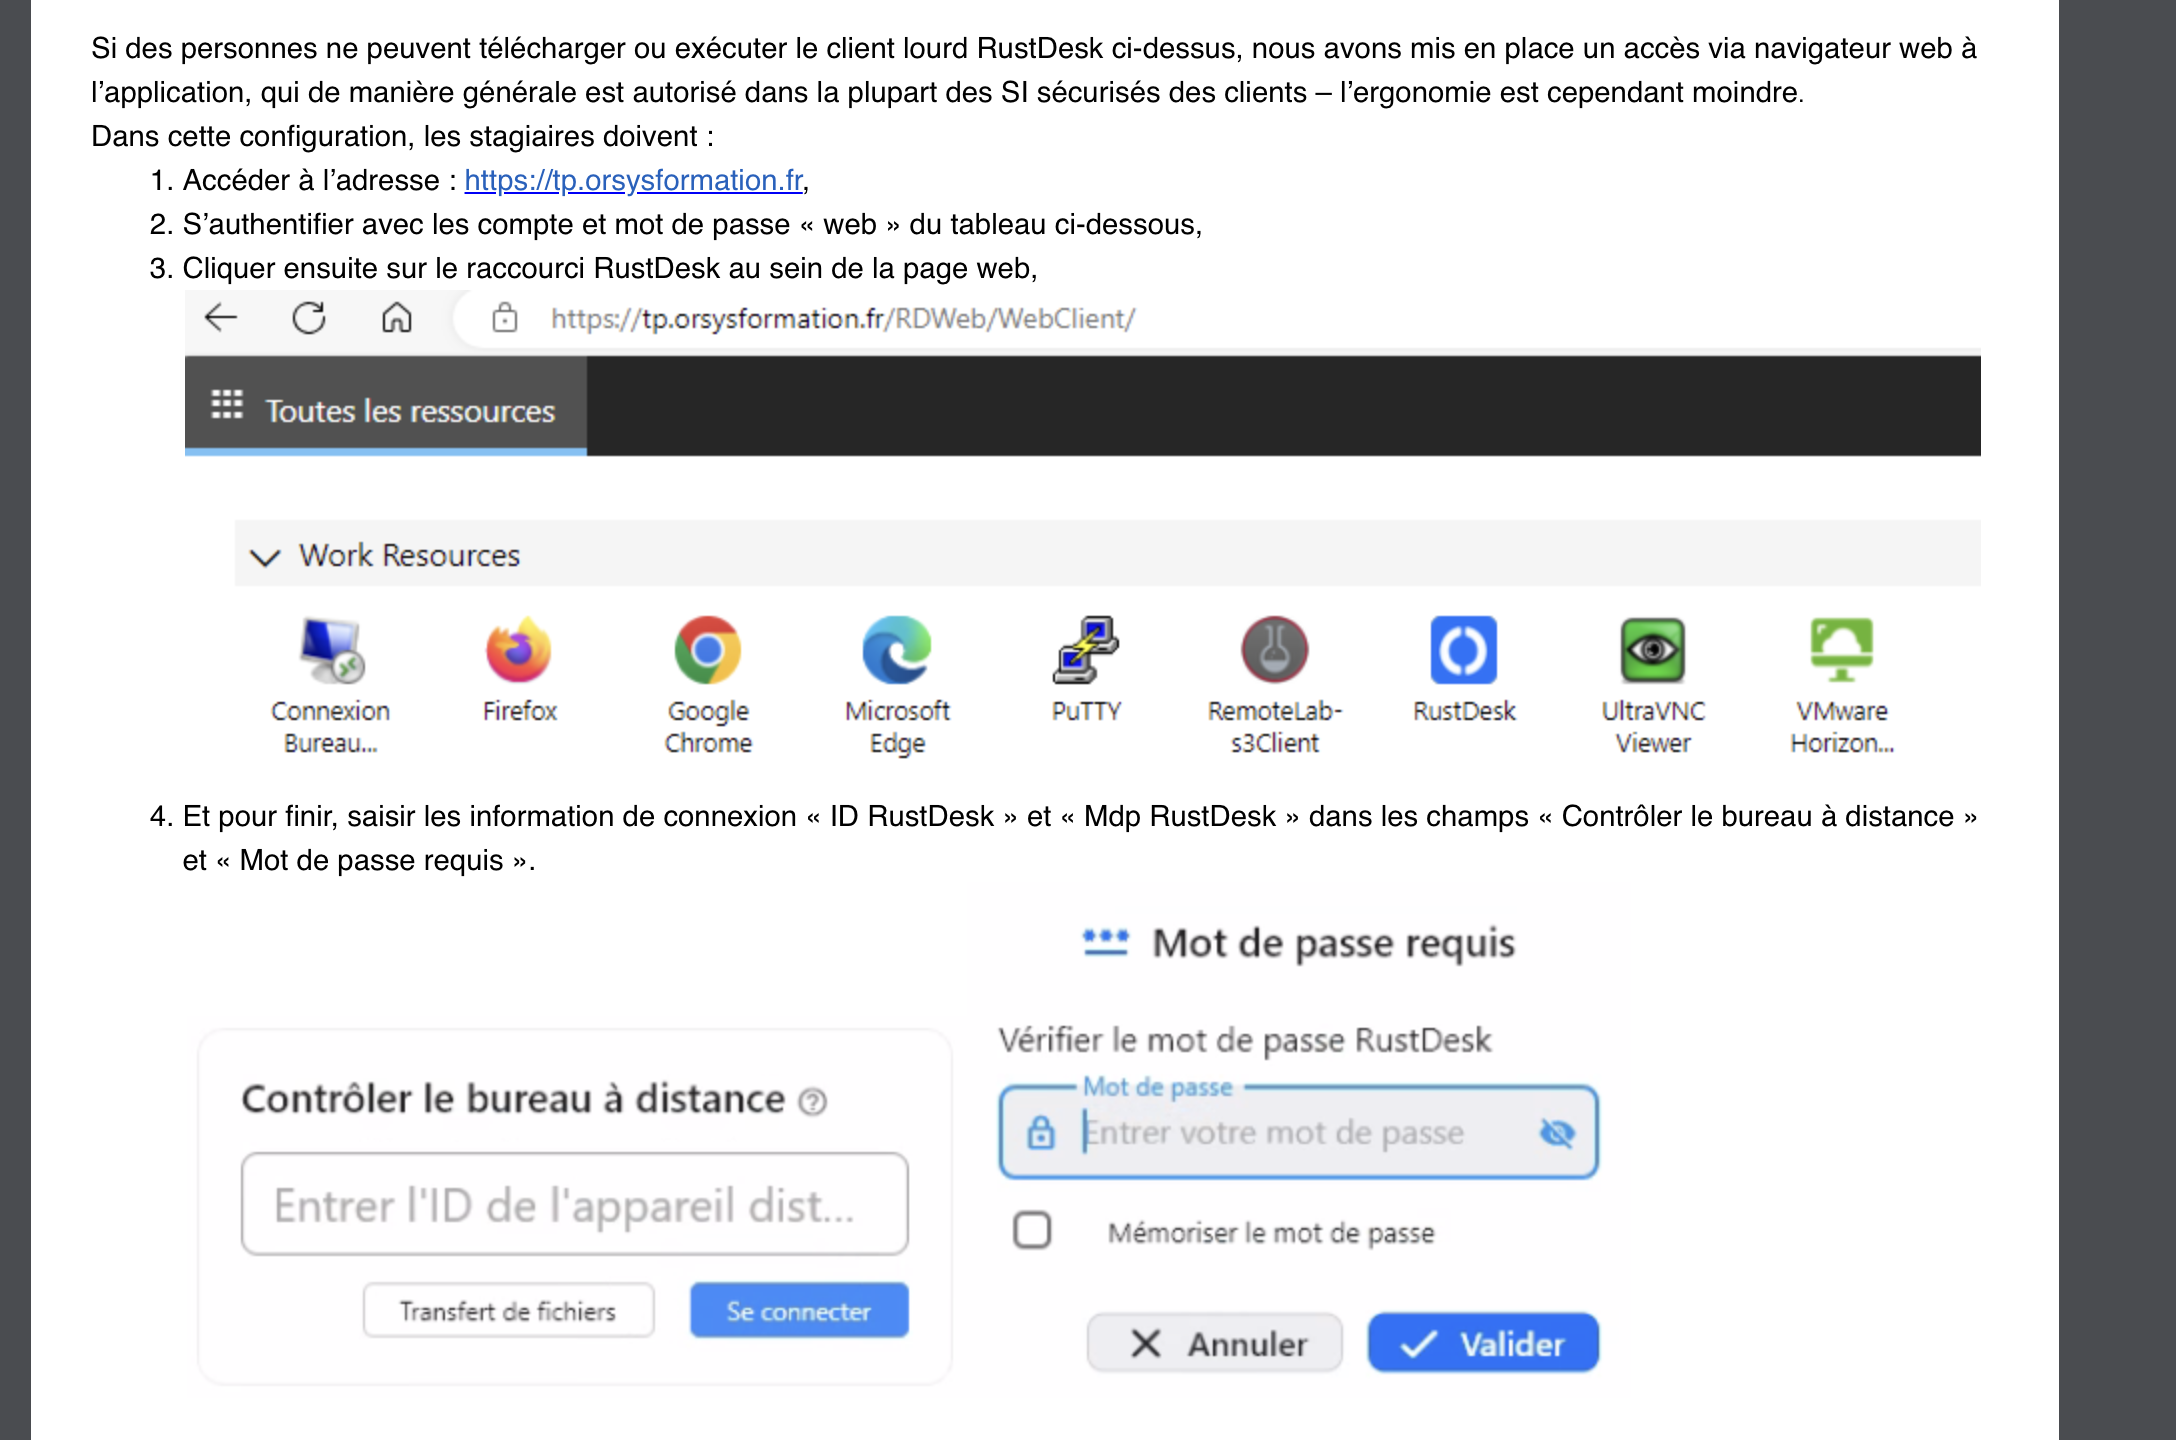 Si des personnes ne peuvent télécharger ou exécuter le client lourd RustDesk ci-dessus, nous avons mis en place un accès via navigateur web à
l’application, qui de manière générale est autorisé dans la plupart des SI sécurisés des clients – l’ergonomie est cependant moindre.
Dans cette configuration, les stagiaires doivent :
1. Accéder à l’adresse : https://tp.orsysformation.fr,
2. S’authentifier avec les compte et mot de passe « web » du tableau ci-dessous,
3. Cliquer ensuite sur le raccourci RustDesk au sein de la page web,
https://tp.orsysformation.fr/RDWeb/WebClient/
Toutes les ressources
Work Resources
Connexion Bureau...
Firefox
Google Chrome
Microsoft Edge
PuTTY
RemoteLab-s3Client
RustDesk
UltraVNC Viewer
VMware Horizon...
4. Et pour finir, saisir les information de connexion « ID RustDesk » et « Mdp RustDesk » dans les champs « Contrôler le bureau à distance »
et « Mot de passe requis ».
Contrôler le bureau à distance ?
Entrer l'ID de l'appareil dist...
Transfert de fichiers
Se connecter
Mot de passe requis
Vérifier le mot de passe RustDesk
Mot de passe
Entrer votre mot de passe
Mémoriser le mot de passe
Annuler
Valider